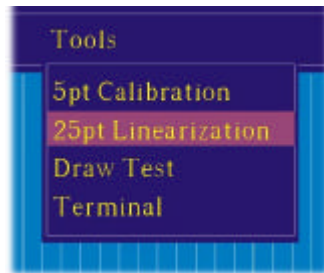 Tools
5pt Calibration
25pt Linearization
Draw Test
Terminal